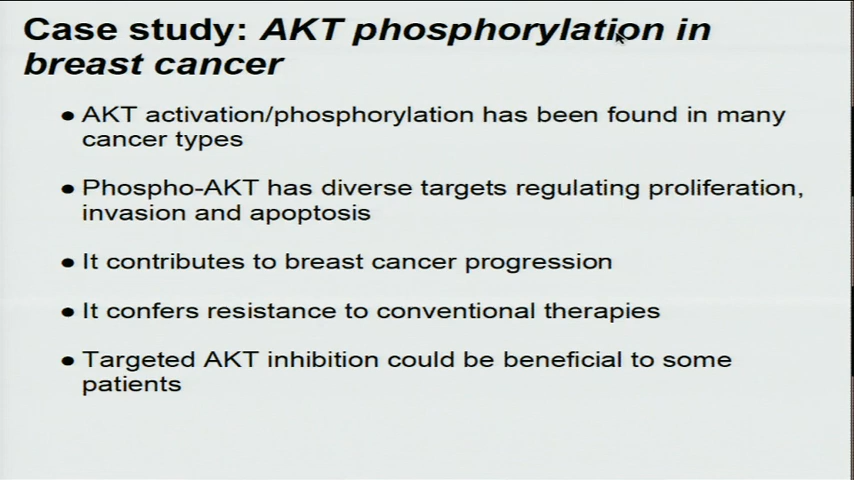 Case study: AKT phosphorylation in
breast cancer
● AKT activation/phosphorylation has been found in many
cancer types
● Phospho-AKT has diverse targets regulating proliferation,
invasion and apoptosis
● It contributes to breast cancer progression
● It confers resistance to conventional therapies
● Targeted AKT inhibition could be beneficial to some
patients